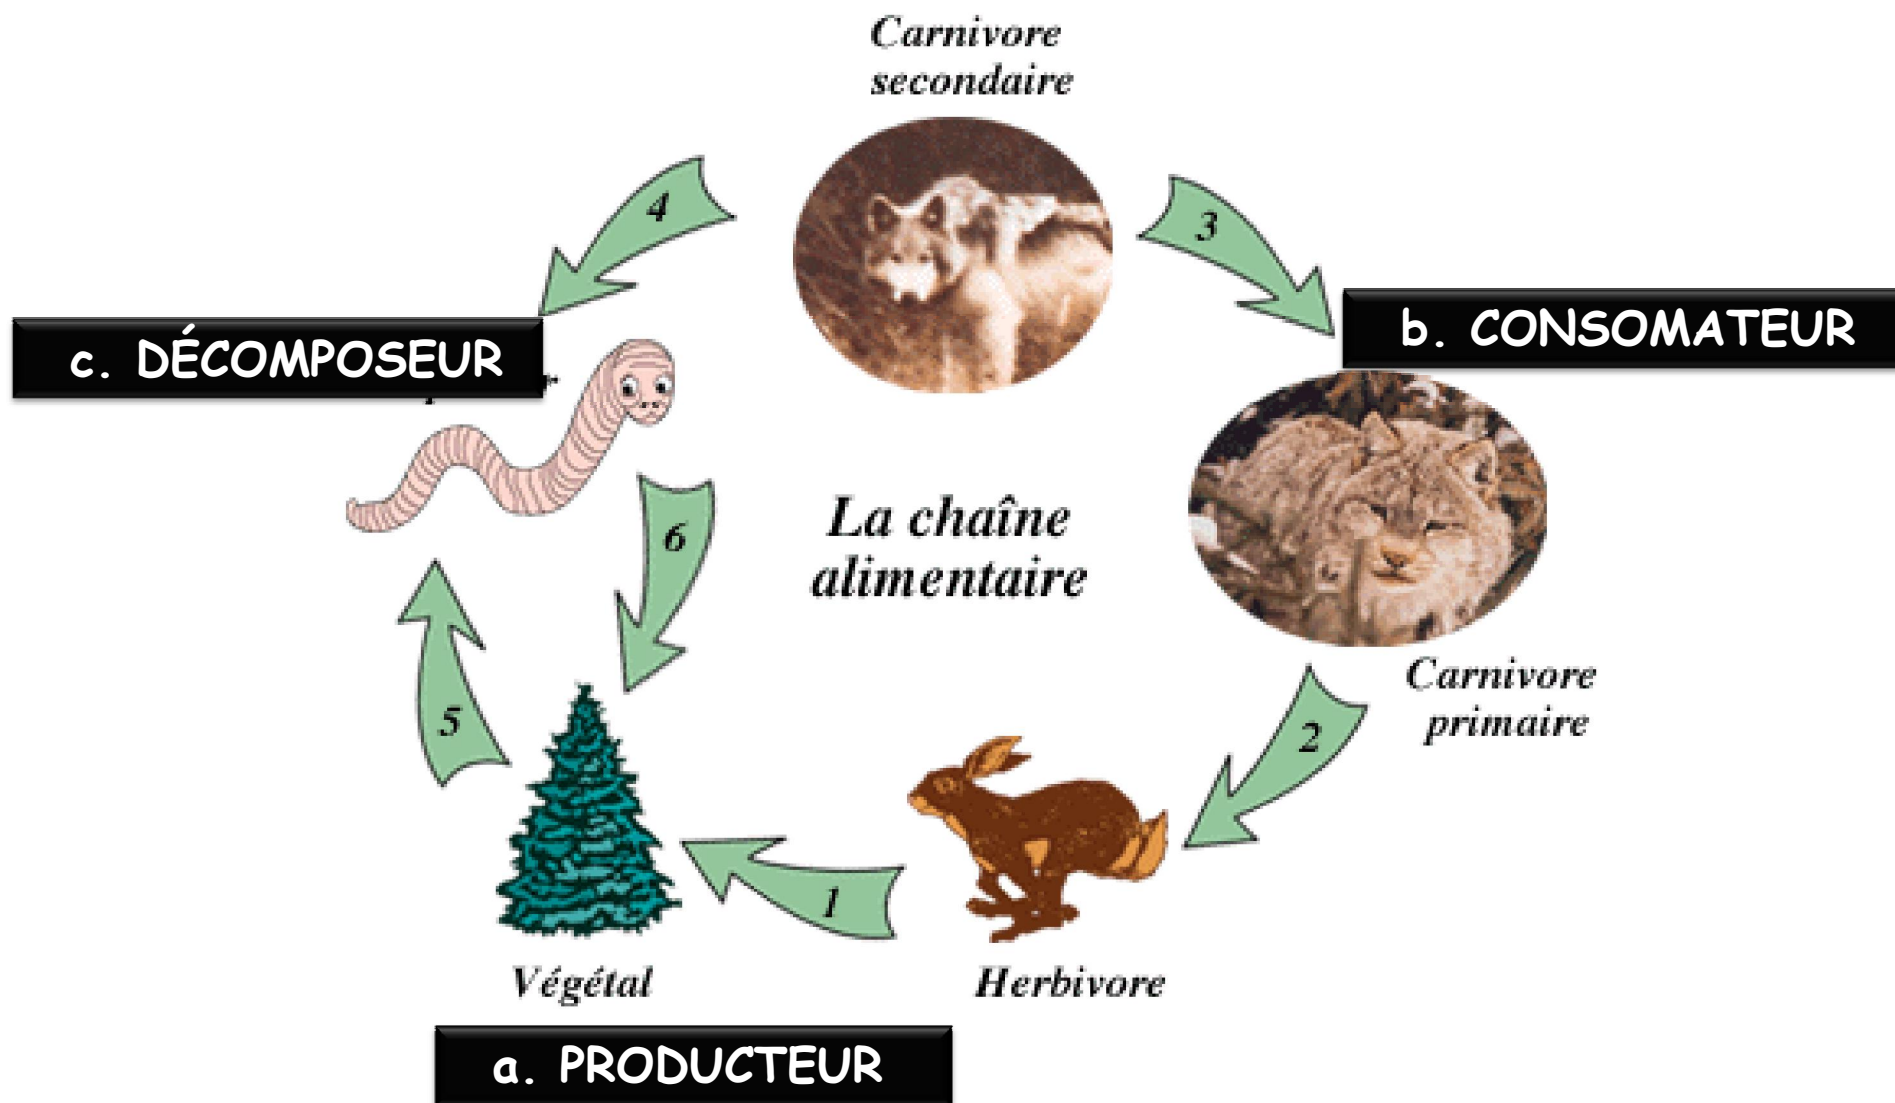 Carnivore
secondaire
4
3
c. DÉCOMPOSEUR
b. CONSOMATEUR
La chaîne
alimentaire
6
5
Carnivore
primaire
2
1
Végétal
Herbivore
a. PRODUCTEUR